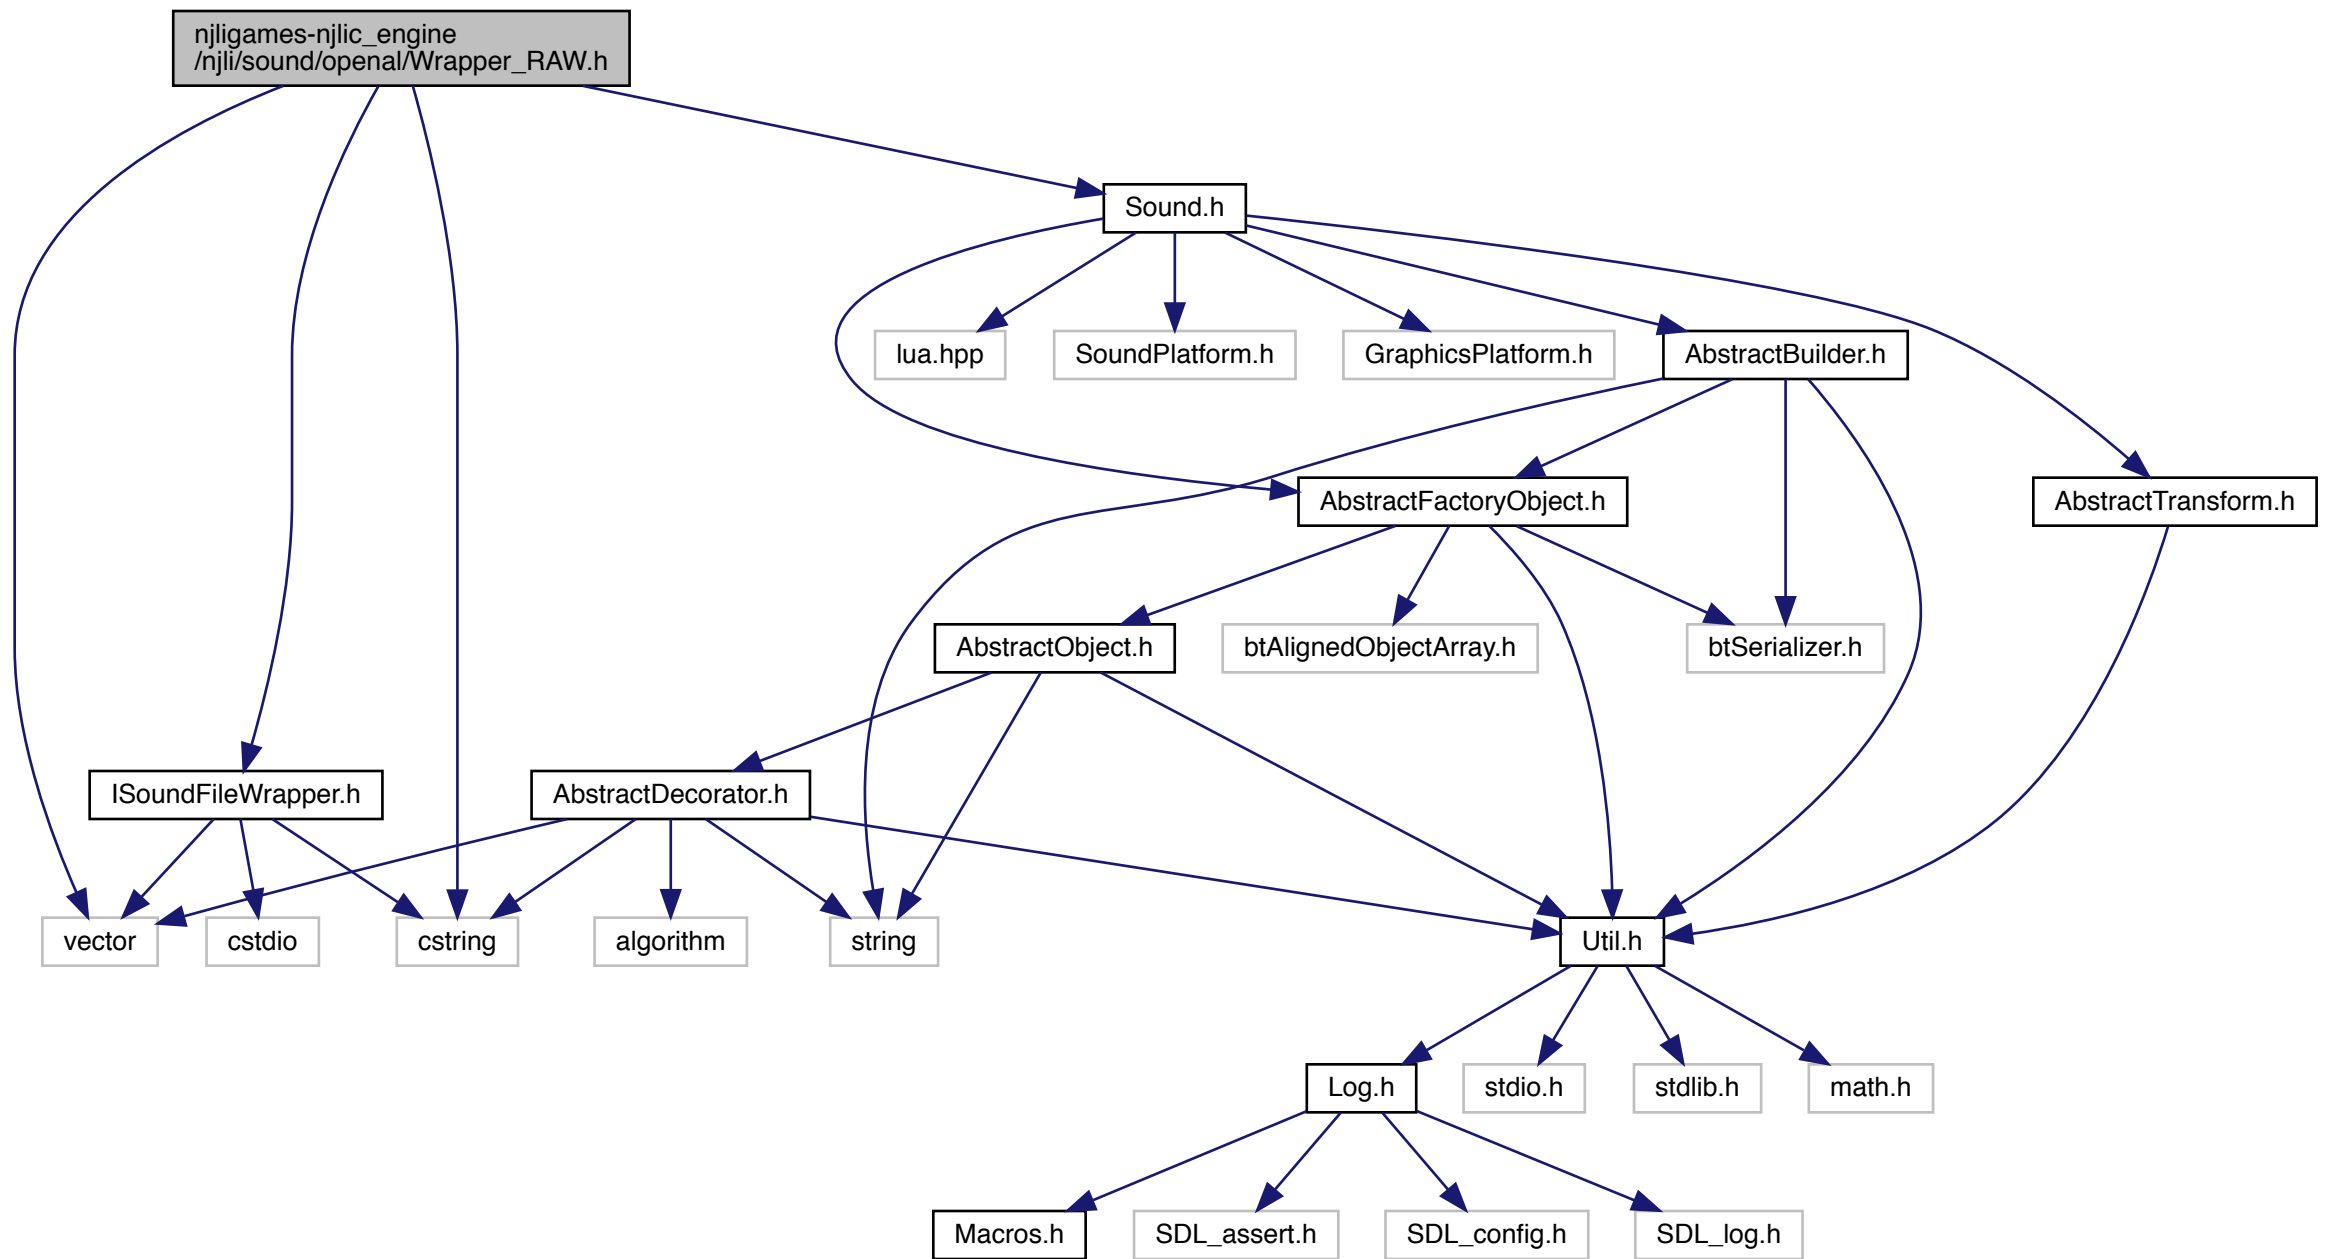 njligames-njlic_engine
/njli/sound/openal/Wrapper_RAW.h
Sound.h
lua.hpp
SoundPlatform.h
GraphicsPlatform.h
AbstractBuilder.h
AbstractFactoryObject.h
AbstractTransform.h
AbstractObject.h
btAlignedObjectArray.h
btSerializer.h
ISoundFileWrapper.h
AbstractDecorator.h
vector
cstdio
cstring
algorithm
string
Util.h
Log.h
stdio.h
stdlib.h
math.h
Macros.h
SDL_assert.h
SDL_config.h
SDL_log.h